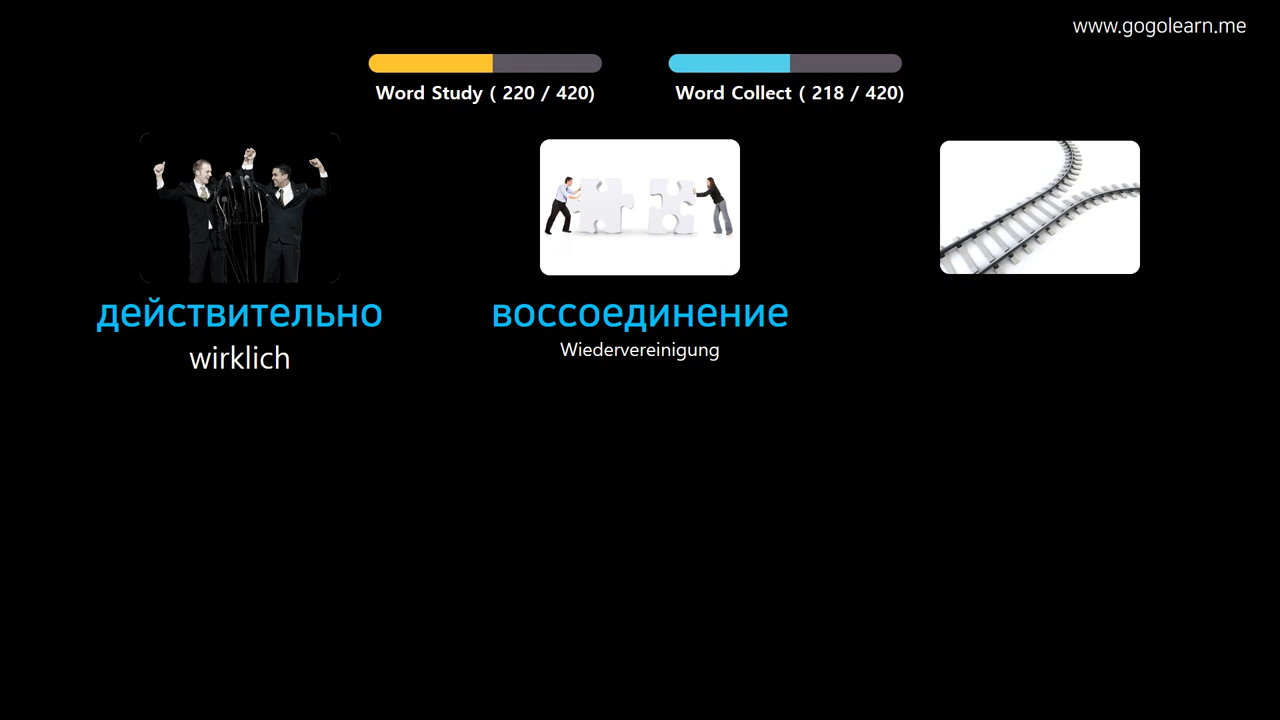 www.gogolearn.me
Word Study ( 220 / 420)
Word Collect ( 218 / 420)
действительно
wirklich
воссоединение
Wiedervereinigung